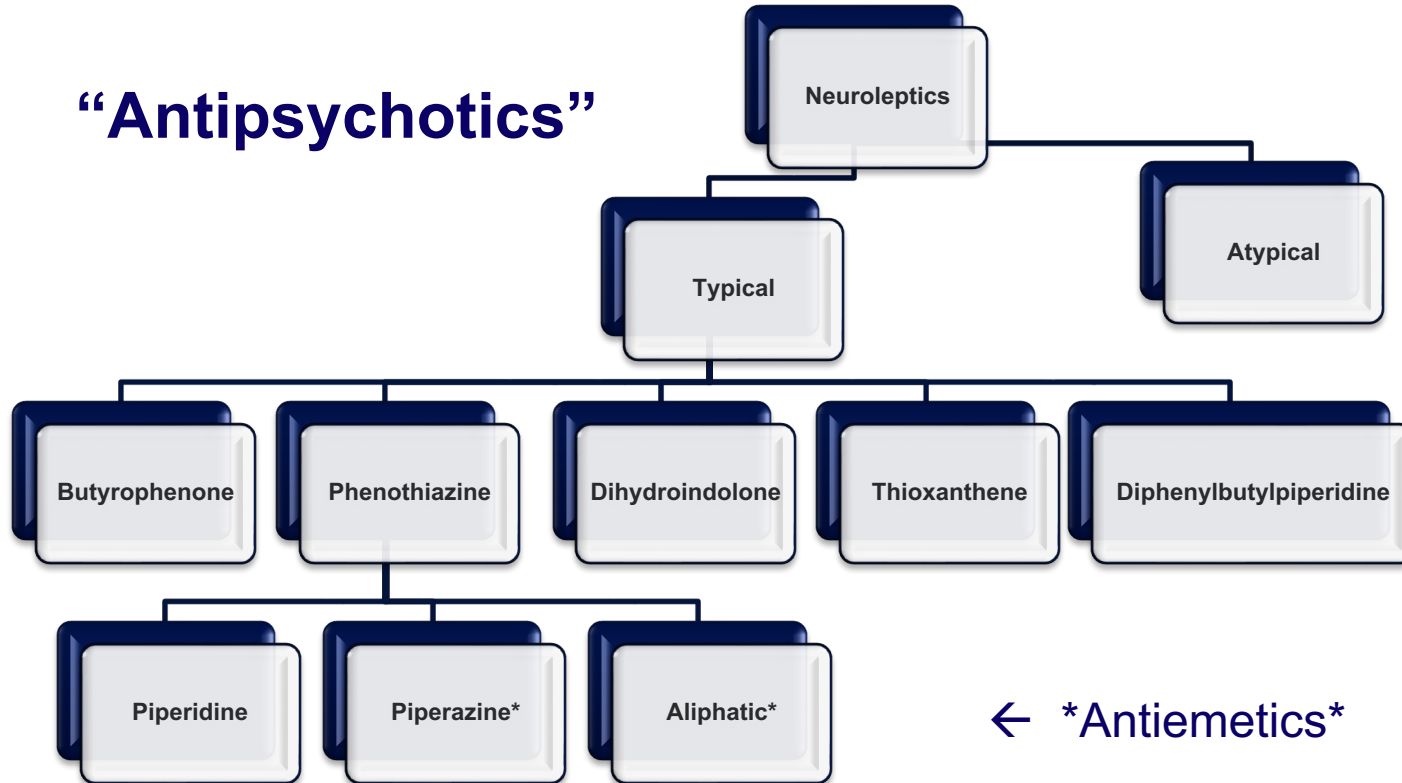 “Antipsychotics”
Neuroleptics
Typical
Atypical
Butyrophenone
Phenothiazine
Dihydroindolone
Thioxanthene
Diphenylbutylpiperidine
Piperidine
Piperazine*
Aliphatic*
← *Antiemetics*